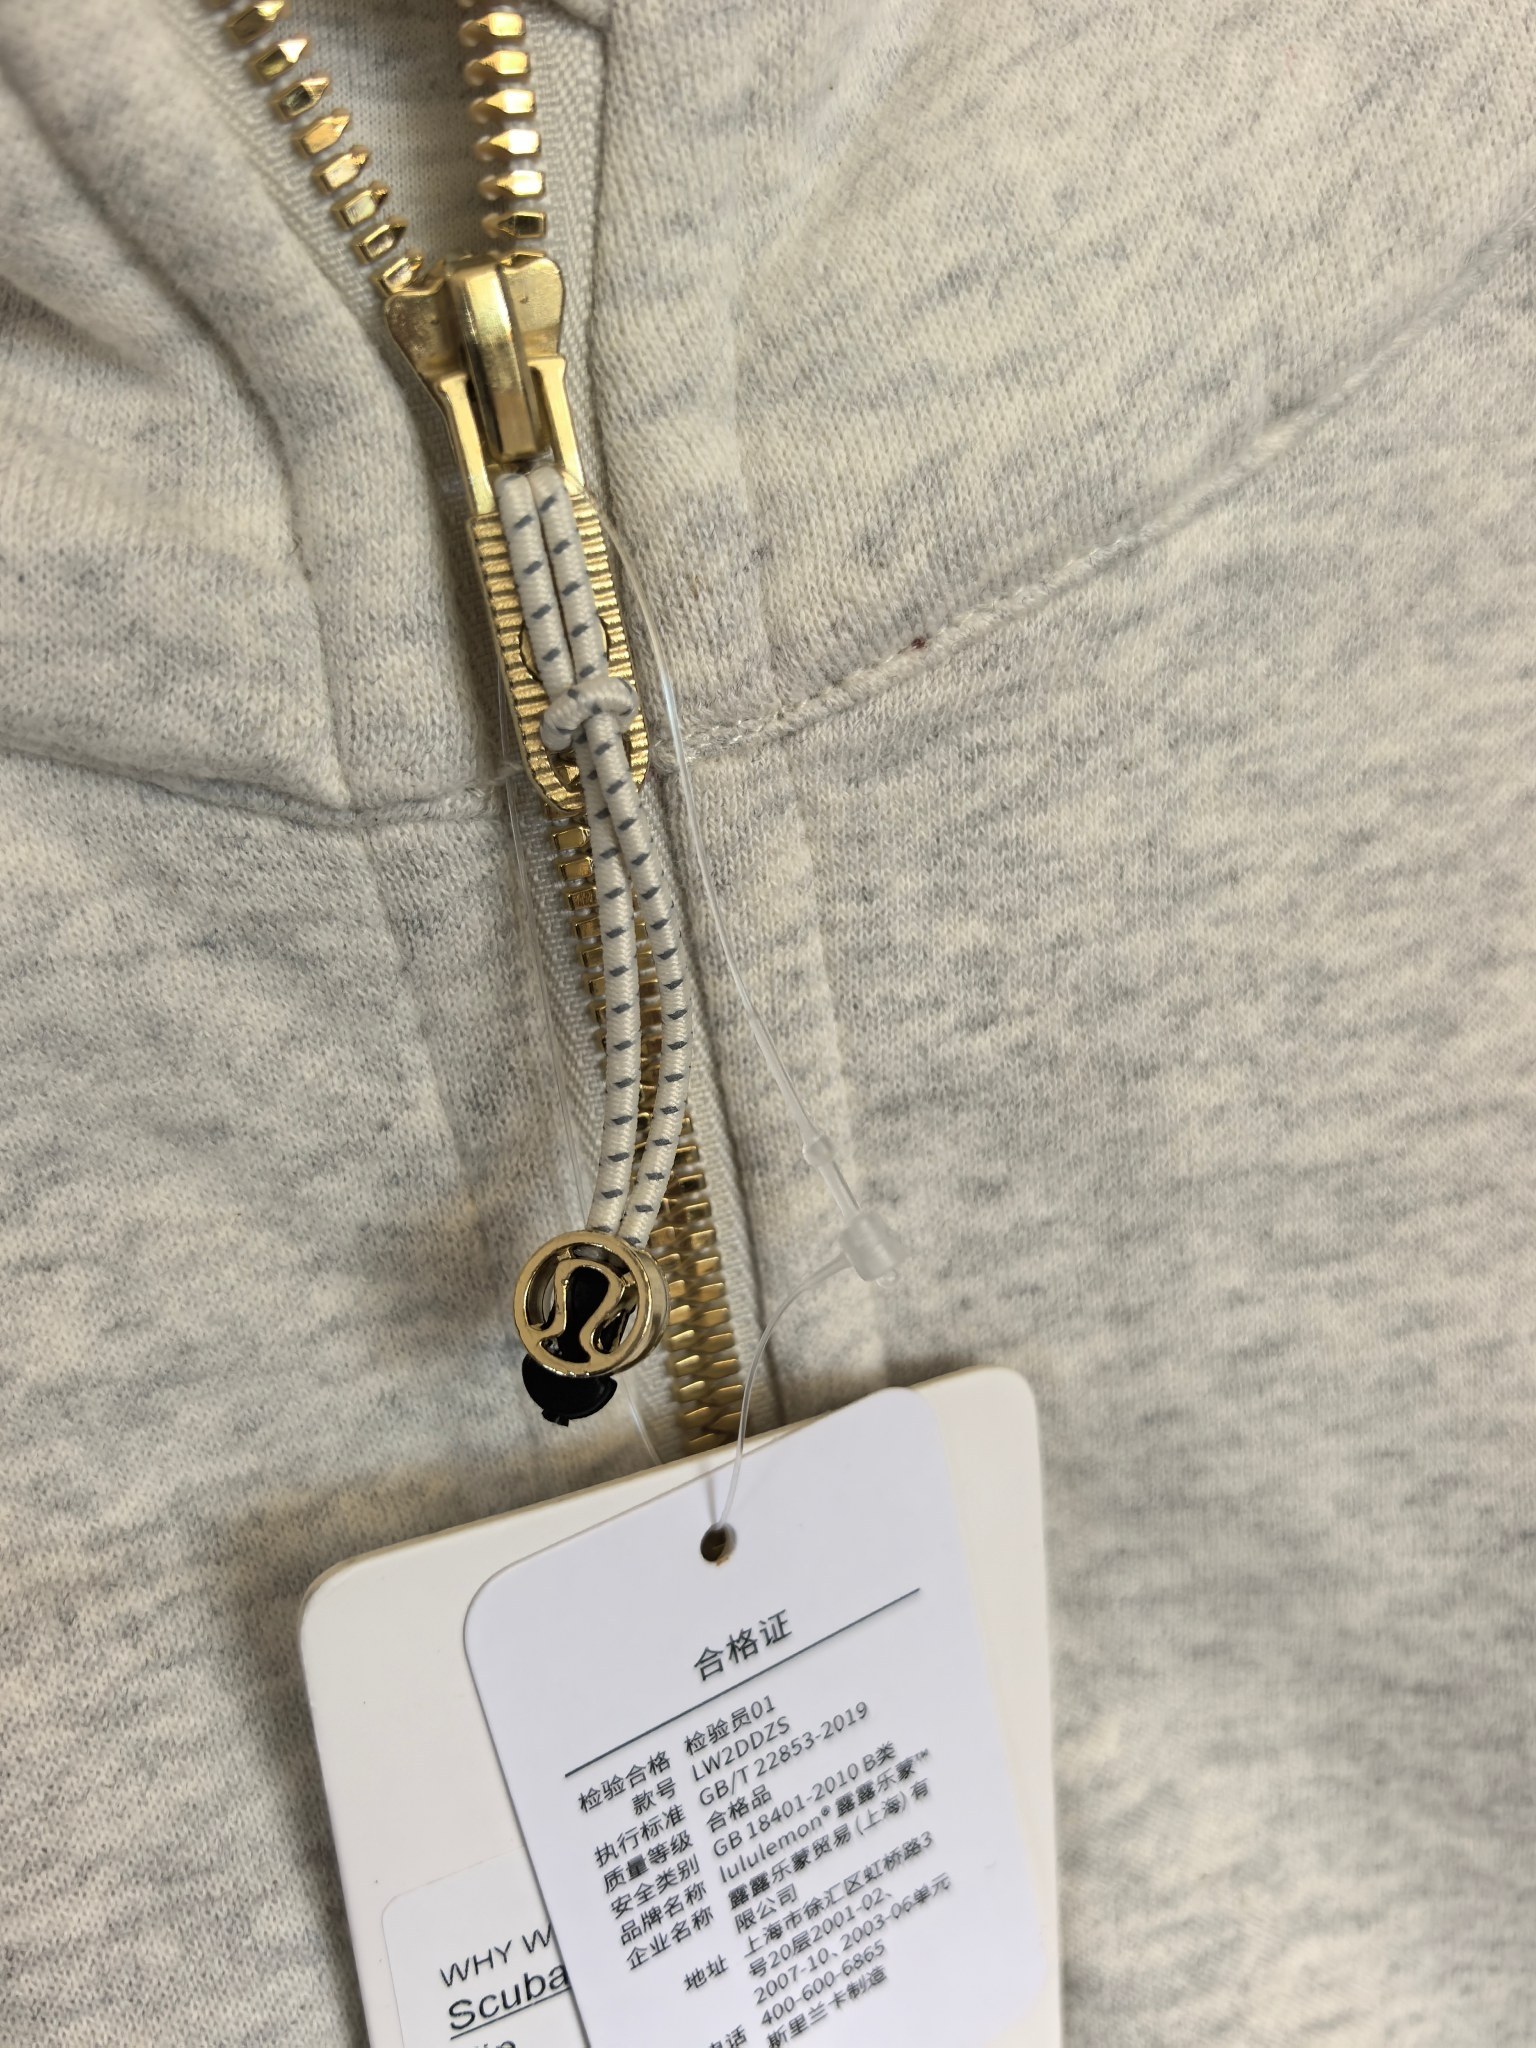 合格证
检验合格 检验员01
款号 LW2DDZS
执行标准 GB/T 22853-2019
质量等级 合格品
安全类别 GB 18401-2010 B类
品牌名称 lululemon® 露露乐蒙™
企业名称 露露乐蒙贸易(上海)有
限公司
地址 上海市徐汇区虹桥路3
号20层2001-02、
2007-10、2003-06单元
电话 400-600-6865
斯里兰卡制造
WHY W
Scuba